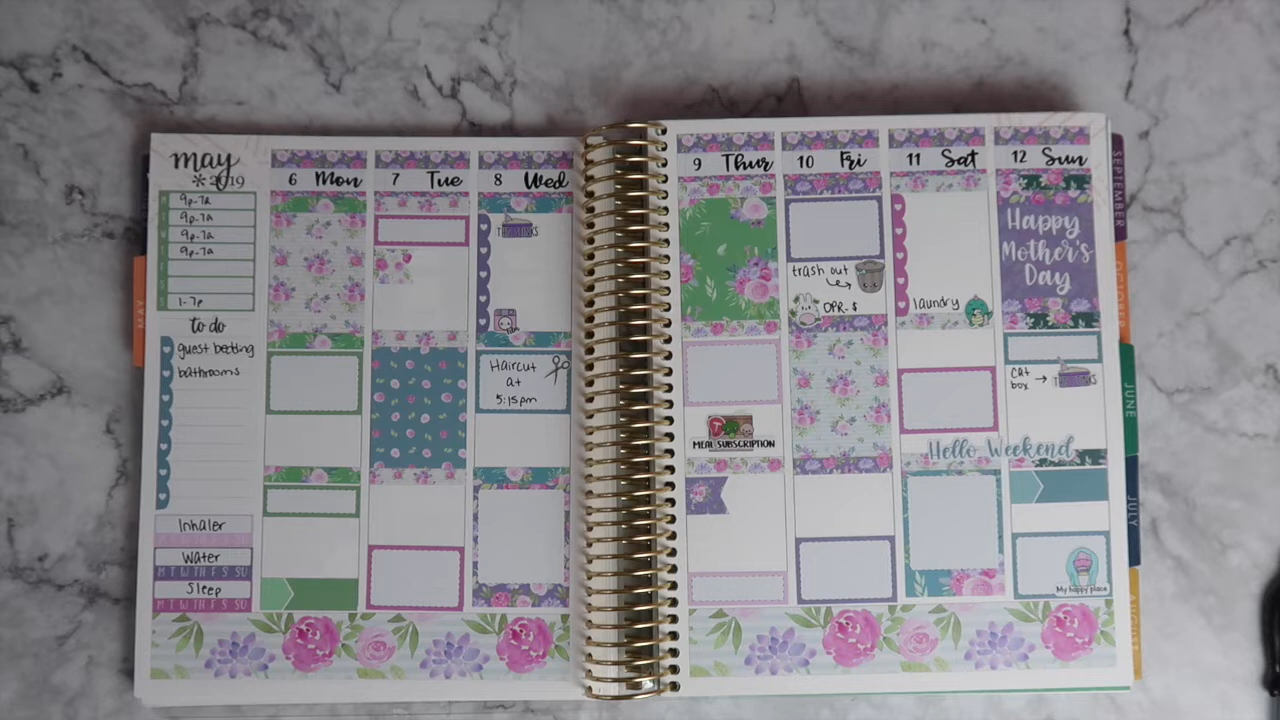 may
2019
9p-7a
9p-7a
9p-7a
9p-7a
1-7p
to do
guest bedding
bathrooms
Inhaler
Water
M T W TH F S SU
Sleep
M T W TH F S SU
6 Mon
7 Tue
8 Wed
Haircut
at
5:15pm
9 Thur
MEAL SUBSCRIPTION
10 Fri
trash out
DPR-$
11 Sat
laundry
Hello Weekend
12 Sun
Happy
Mother's
Day
cat
box
My happy place
SEPTEMBER
OCTOBER
MAY
JUNE
JULY
AUGUST